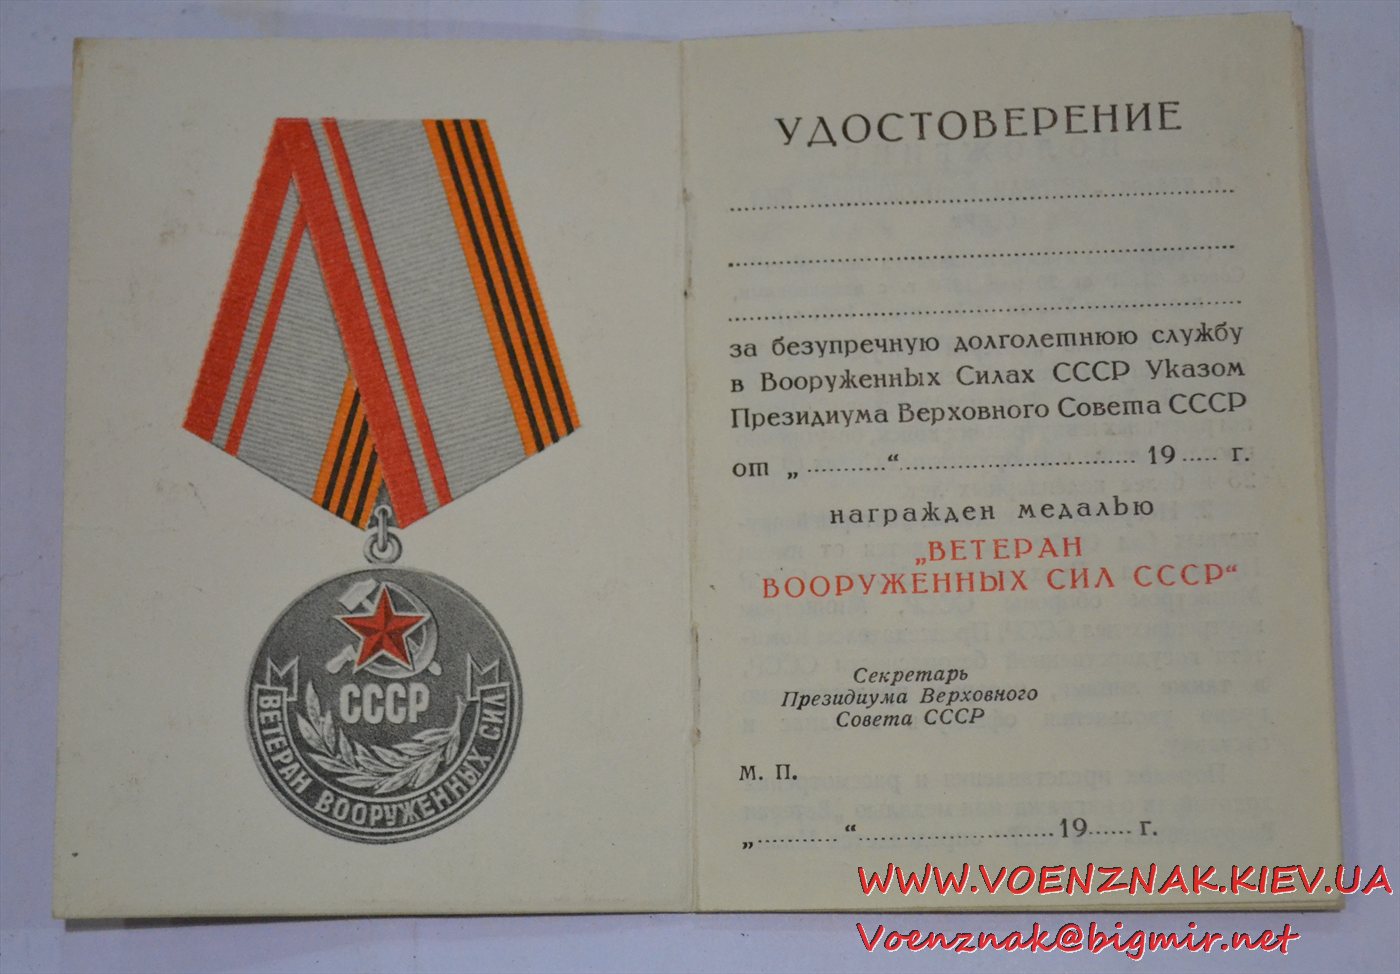 СССР
ВЕТЕРАН ВООРУЖЕННЫХ СИЛ
УДОСТОВЕРЕНИЕ
за безупречную долголетнюю службу
в Вооруженных Силах СССР Указом
Президиума Верховного Совета СССР
от „..........“.............................. 19..... г.
награжден медалью
„ВЕТЕРАН
ВООРУЖЕННЫХ СИЛ СССР“
Секретарь
Президиума Верховного
Совета СССР
М. П.
„..........“......................... 19...... г.
WWW.VOENZNAK.KIEV.UA
Voenznak@bigmir.net